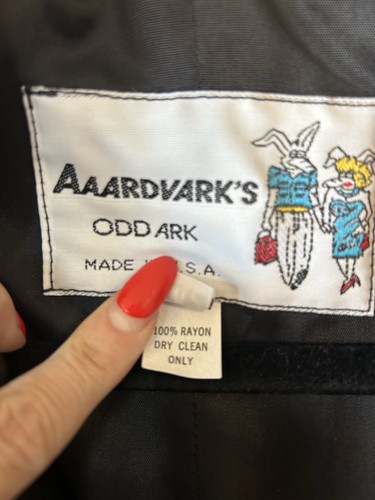 AAARDVARK'S
ODD ARK
MADE U.S.A.
100% RAYON
DRY CLEAN
ONLY